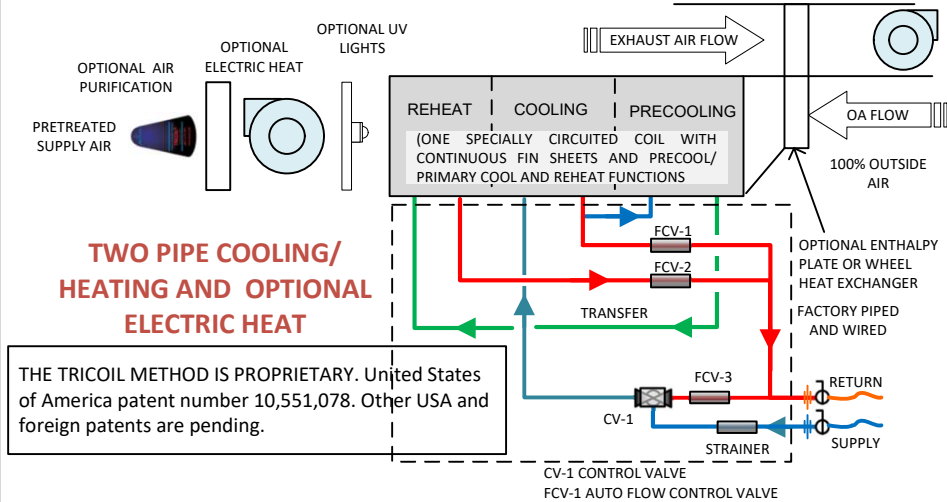 EXHAUST AIR FLOW
OPTIONAL UV
LIGHTS
OPTIONAL
ELECTRIC HEAT
OPTIONAL AIR
PURIFICATION
PRETREATED
SUPPLY AIR
REHEAT
COOLING
PRECOOLING
(ONE SPECIALLY CIRCUITED COIL WITH
CONTINUOUS FIN SHEETS AND PRECOOL/
PRIMARY COOL AND REHEAT FUNCTIONS
OA FLOW
100% OUTSIDE
AIR
OPTIONAL ENTHALPY
PLATE OR WHEEL
HEAT EXCHANGER
FACTORY PIPED
AND WIRED
FCV-1
FCV-2
TRANSFER
TWO PIPE COOLING/
HEATING AND OPTIONAL
ELECTRIC HEAT
THE TRICOIL METHOD IS PROPRIETARY. United States
of America patent number 10,551,078. Other USA and
foreign patents are pending.
FCV-3
CV-1
STRAINER
RETURN
SUPPLY
CV-1 CONTROL VALVE
FCV-1 AUTO FLOW CONTROL VALVE